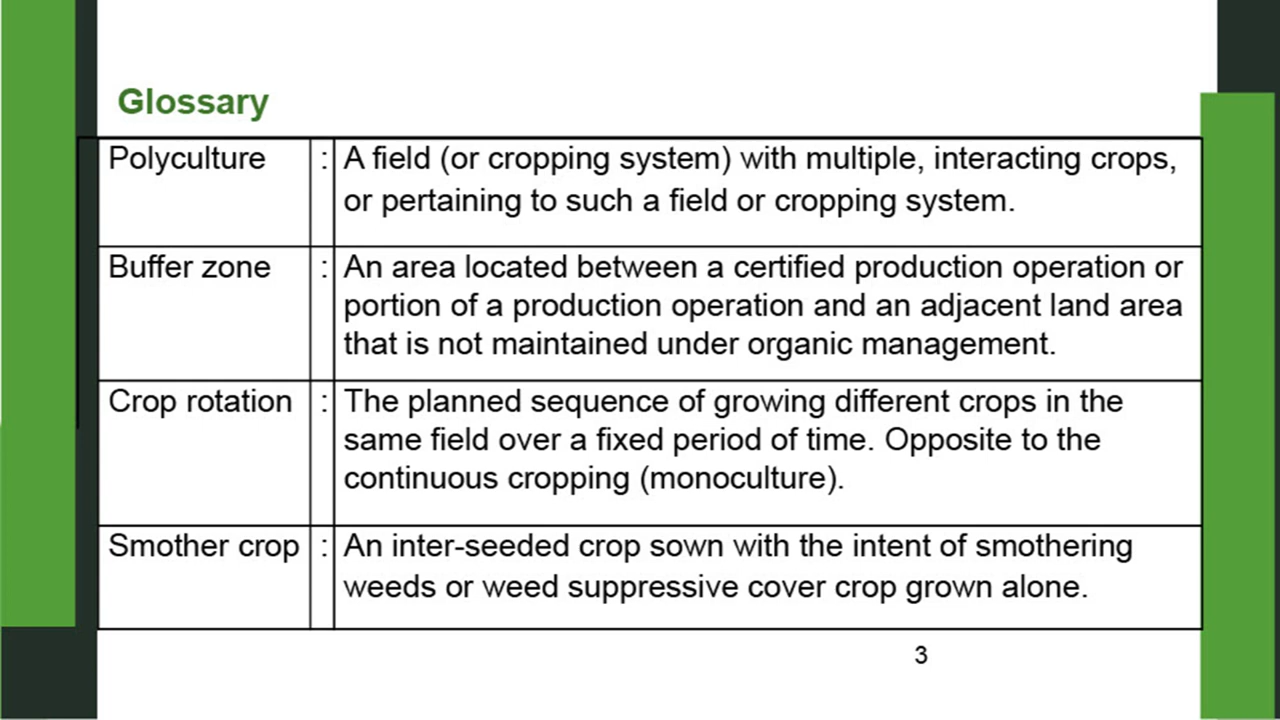 Glossary
Polyculture : A field (or cropping system) with multiple, interacting crops,
or pertaining to such a field or cropping system.
Buffer zone : An area located between a certified production operation or
portion of a production operation and an adjacent land area
that is not maintained under organic management.
Crop rotation : The planned sequence of growing different crops in the
same field over a fixed period of time. Opposite to the
continuous cropping (monoculture).
Smother crop : An inter-seeded crop sown with the intent of smothering
weeds or weed suppressive cover crop grown alone.
3